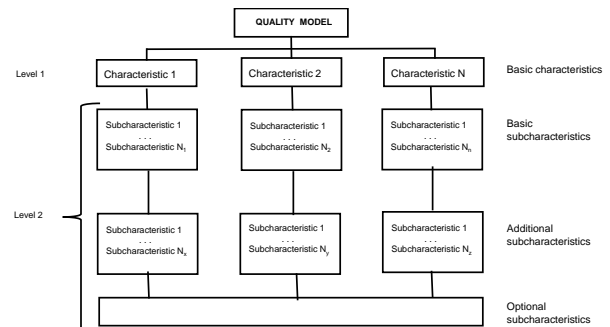 QUALITY MODEL
Level 1
Characteristic 1
Characteristic 2
Characteristic N
Basic characteristics
Subcharacteristic 1
. . .
Subcharacteristic N₁
Subcharacteristic 1
. . .
Subcharacteristic N₂
Subcharacteristic 1
. . .
Subcharacteristic Nₙ
Basic
subcharacteristics
Level 2
Subcharacteristic 1
. . .
Subcharacteristic Nₓ
Subcharacteristic 1
. . .
Subcharacteristic Ny
Subcharacteristic 1
. . .
Subcharacteristic Nz
Additional
subcharacteristics
Optional
subcharacteristics